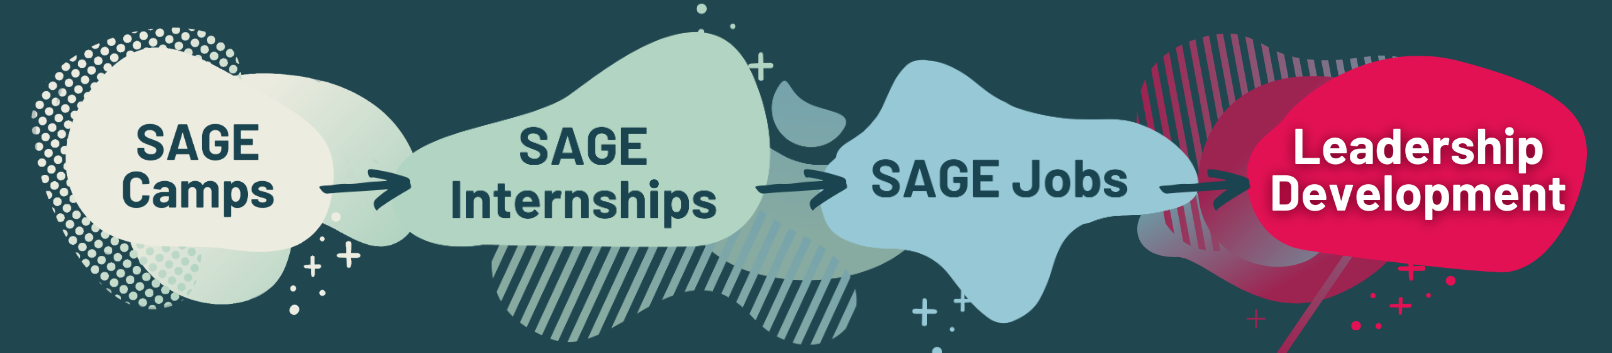 SAGE
Camps
SAGE
Internships
SAGE Jobs
Leadership
Development